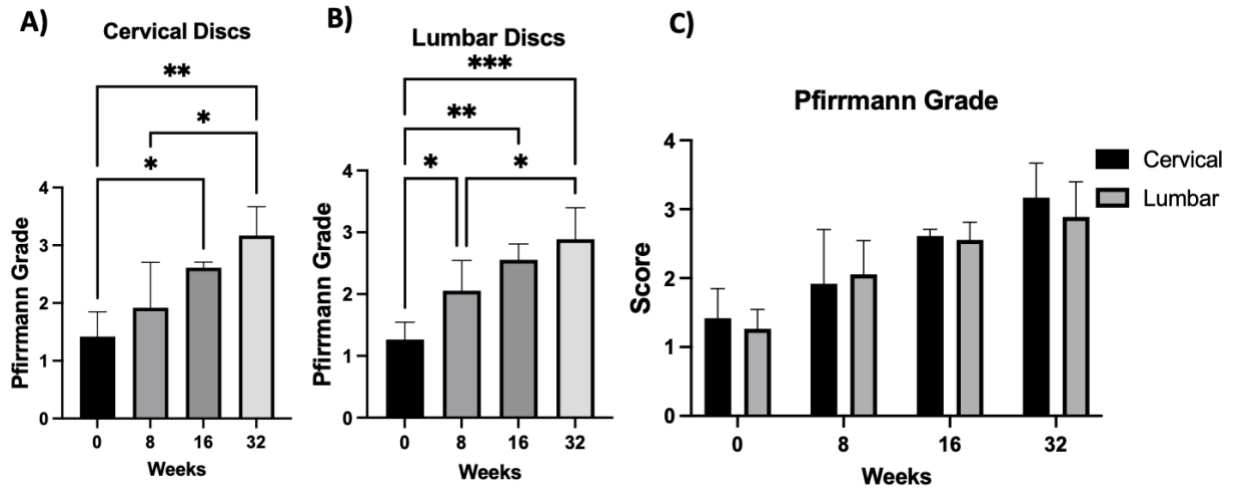 A)
Cervical Discs
**
*
*
4
3
2
1
0
Pfirrmann Grade
0 8 16 32
Weeks
B)
Lumbar Discs
***
**
* *
4
3
2
1
0
Pfirrmann Grade
0 8 16 32
Weeks
C)
Pfirrmann Grade
4
3
2
1
0
Score
0 8 16 32
Weeks
Cervical
Lumbar